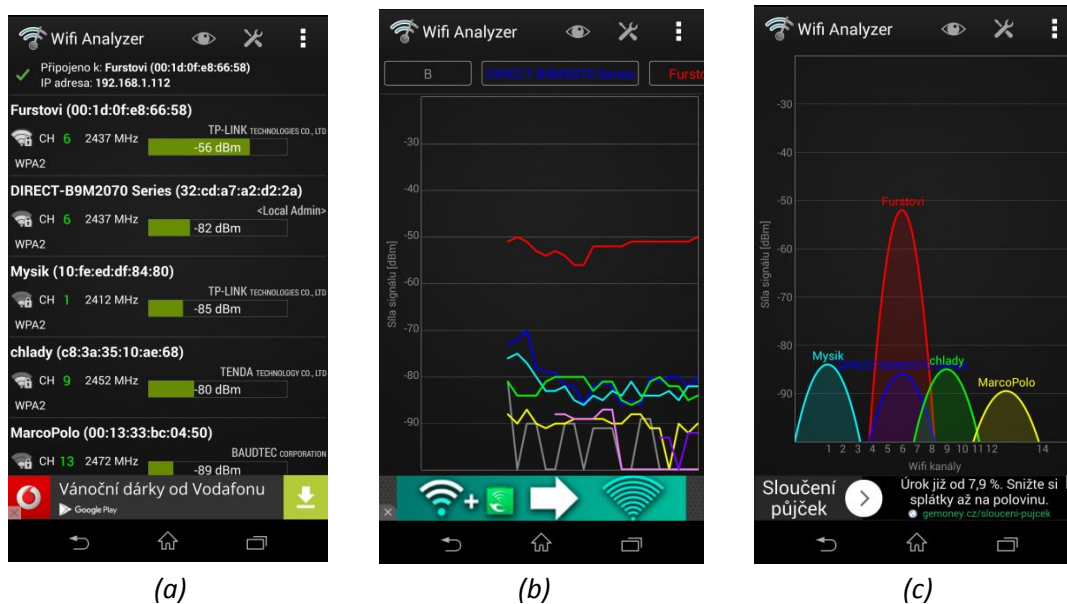 Wifi Analyzer
Připojeno k: Furstovi (00:1d:0f:e8:66:58)
IP adresa: 192.168.1.112
Furstovi (00:1d:0f:e8:66:58)
TP-LINK TECHNOLOGIES CO., LTD
CH 6 2437 MHz
-56 dBm
WPA2
DIRECT-B9M2070 Series (32:cd:a7:a2:d2:2a)
<Local Admin>
CH 6 2437 MHz
-82 dBm
WPA2
Mysik (10:fe:ed:df:84:80)
TP-LINK TECHNOLOGIES CO., LTD
CH 1 2412 MHz
-85 dBm
WPA2
chlady (c8:3a:35:10:ae:68)
TENDA TECHNOLOGY CO., LTD
CH 9 2452 MHz
-80 dBm
WPA2
MarcoPolo (00:13:33:bc:04:50)
BAUDTEC CORPORATION
CH 13 2472 MHz
-89 dBm
Vánoční dárky od Vodafonu
Google Play
(a)
Wifi Analyzer
B DIRECT-B9M2070 Series Fursto
-30
-40
-50
-60
-70
-80
-90
Síla signálu [dBm]
+
(b)
Wifi Analyzer
-30
-40
-50
-60
-70
-80
-90
Síla signálu [dBm]
Furstovi
Mysik
chlady
MarcoPolo
1 2 3 4 5 6 7 8 9 10 11 12 14
Wifi kanály
Sloučení
půjček
Úrok již od 7,9 %. Snižte si
splátky až na polovinu.
gemoney.cz/slouceni-pujcek
(c)